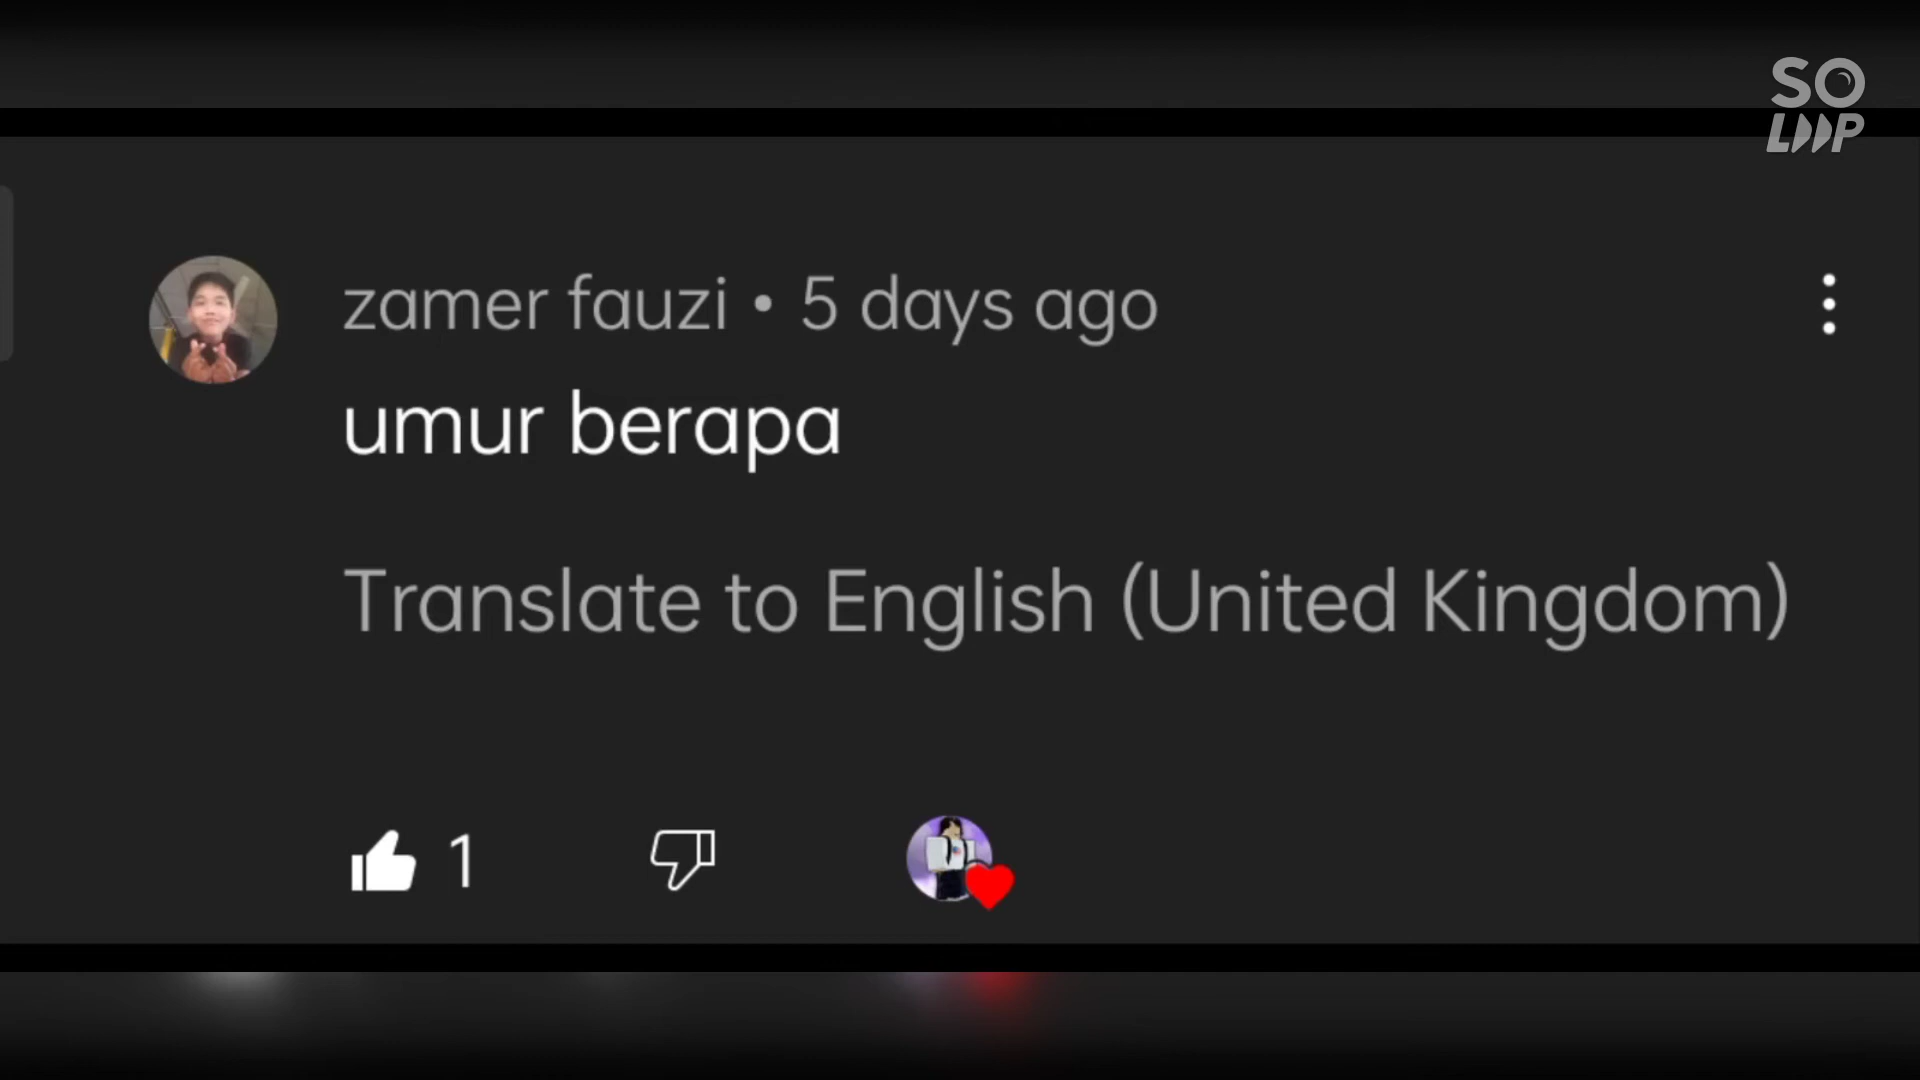 SO
LOOP
zamer fauzi • 5 days ago
umur berapa
Translate to English (United Kingdom)
1